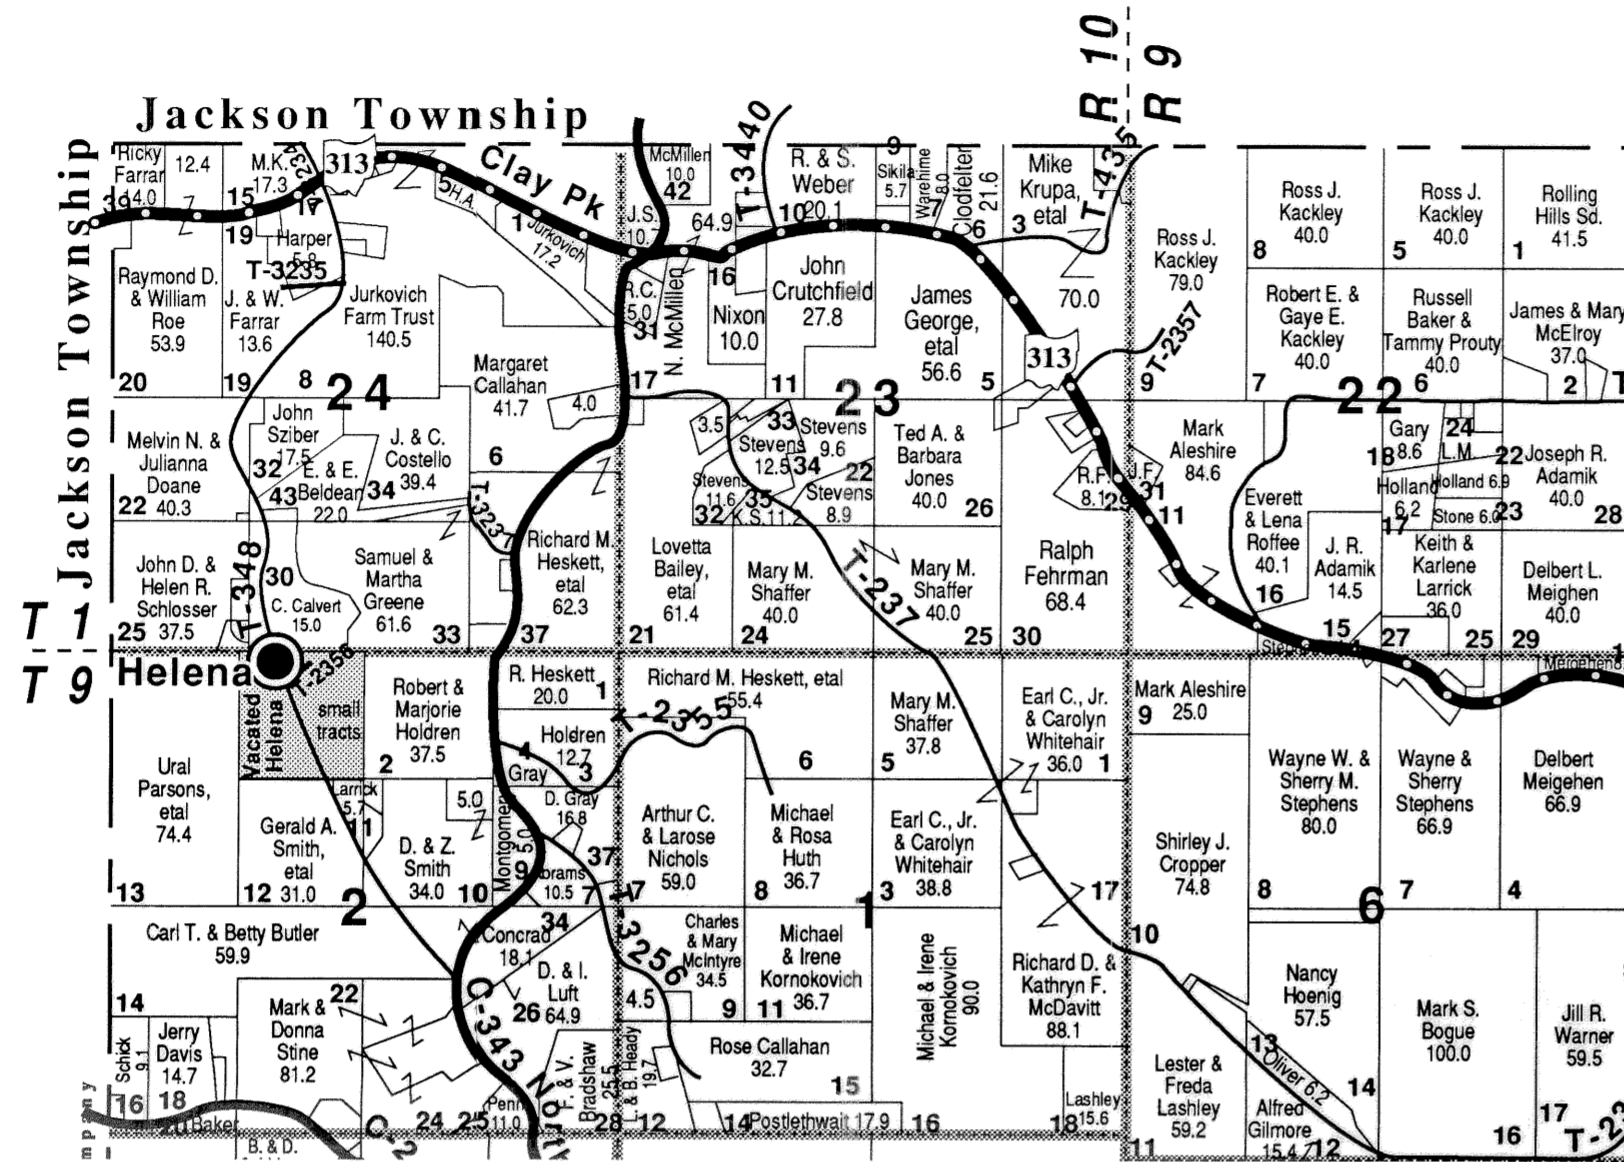 R 10
R 9
Jackson Township
Jackson Township
T 1
T 9
Clay Pk
313
Ricky
Farrar
14.0
12.4
M.K.
17.3
15
39
19
Harper
5.8
T-3235
Raymond D.
& William
Roe
53.9
J. & W.
Farrar
13.6
Jurkovich
Farm Trust
140.5
5
H.A.
1
Jurkovich
17.2
20
19
8
24
Margaret
Callahan
41.7
4.0
6
McMillen
10.0
42
64.9
J.S.
R.C.
5.0
31
N. McMillen
17
T-3440
16
Nixon
10.0
R. & S.
Weber
20.1
10
John
Crutchfield
27.8
11
23
9
Sikila
5.7
Warehime
8.0
7
Clodfelter
21.6
6
James
George,
etal
56.6
5
3
Mike
Krupa,
etal
T-435
70.0
313
T-2357
Ross J.
Kackley
79.0
9
Ross J.
Kackley
40.0
8
Ross J.
Kackley
40.0
5
Rolling
Hills Sd.
41.5
1
Robert E. &
Gaye E.
Kackley
40.0
7
22
Russell
Baker &
Tammy Prouty
40.0
6
James & Mary
McElroy
37.0
2
Melvin N. &
Julianna
Doane
40.3
22
John
Sziber
17.5
32
43
E. & E.
Beldean
22.0
34
J. & C.
Costello
39.4
T-3237
Richard M.
Heskett,
etal
62.3
37
John D. &
Helen R.
Schlosser
37.5
25
T-348
30
C. Calvert
15.0
Samuel &
Martha
Greene
61.6
33
3.5
33
Stevens
9.6
Stevens
12.5
34
22
Stevens
11.6
35
Stevens
8.9
32
K.S. 11.2
Ted A. &
Barbara
Jones
40.0
26
R.F.
8.1
29
J.F.
31
11
Mark
Aleshire
84.6
Lovetta
Bailey,
etal
61.4
21
Mary M.
Shaffer
40.0
24
T-237
Mary M.
Shaffer
40.0
25
Ralph
Fehrman
68.4
30
Everett
& Lena
Roffee
40.1
16
J. R.
Adamik
14.5
15
Gary
8.6
18
24
L.M.
Holland
6.2
17
Holland 6.9
Stone 6.0
22
23
Joseph R.
Adamik
40.0
28
Keith &
Karlene
Larrick
36.0
27
25
Delbert L.
Meighen
40.0
29
Helena
T-2356
Vacated
Helena
small
tracts
Robert &
Marjorie
Holdren
37.5
2
R. Heskett
20.0
1
Richard M. Heskett, etal
55.4
T-2355
6
Holdren
12.7
4
3
Gray
D. Gray
16.8
Mary M.
Shaffer
37.8
5
Earl C., Jr.
& Carolyn
Whitehair
36.0
1
Mark Aleshire
25.0
9
Ural
Parsons,
etal
74.4
13
Larrick
5.7
11
Gerald A.
Smith,
etal
31.0
12
2
5.0
D. & Z.
Smith
34.0
10
Montgomery
5.0
9
10.5
7
37
Arthur C.
& Larose
Nichols
59.0
7
Michael
& Rosa
Huth
36.7
8
1
Earl C., Jr.
& Carolyn
Whitehair
38.8
3
17
Shirley J.
Cropper
74.8
10
Wayne W. &
Sherry M.
Stephens
80.0
8
6
Wayne &
Sherry
Stephens
66.9
7
Delbert
Meigehen
66.9
4
Carl T. & Betty Butler
59.9
14
34
Concrad
18.1
T-3256
D. & I.
Luft
64.9
26
4.5
Charles
& Mary
McIntyre
34.5
9
Michael
& Irene
Kornokovich
36.7
11
Michael & Irene
Kornokovich
90.0
16
Richard D. &
Kathryn F.
McDavitt
88.1
Nancy
Hoenig
57.5
13
Oliver 6.2
14
Mark S.
Bogue
100.0
16
Jill R.
Warner
59.5
17
Schick
9.1
16
Jerry
Davis
14.7
18
Baker
Mark &
Donna
Stine
81.2
22
C-343
24
25
Penn
11.0
F. & V.
Bradshaw
25.5
28
L. & B. Heady
19.7
12
Rose Callahan
32.7
15
14
Postlethwait 17.9
Lashley
15.6
18
Lester &
Freda
Lashley
59.2
11
Alfred
Gilmore
15.4
12
B. & D.